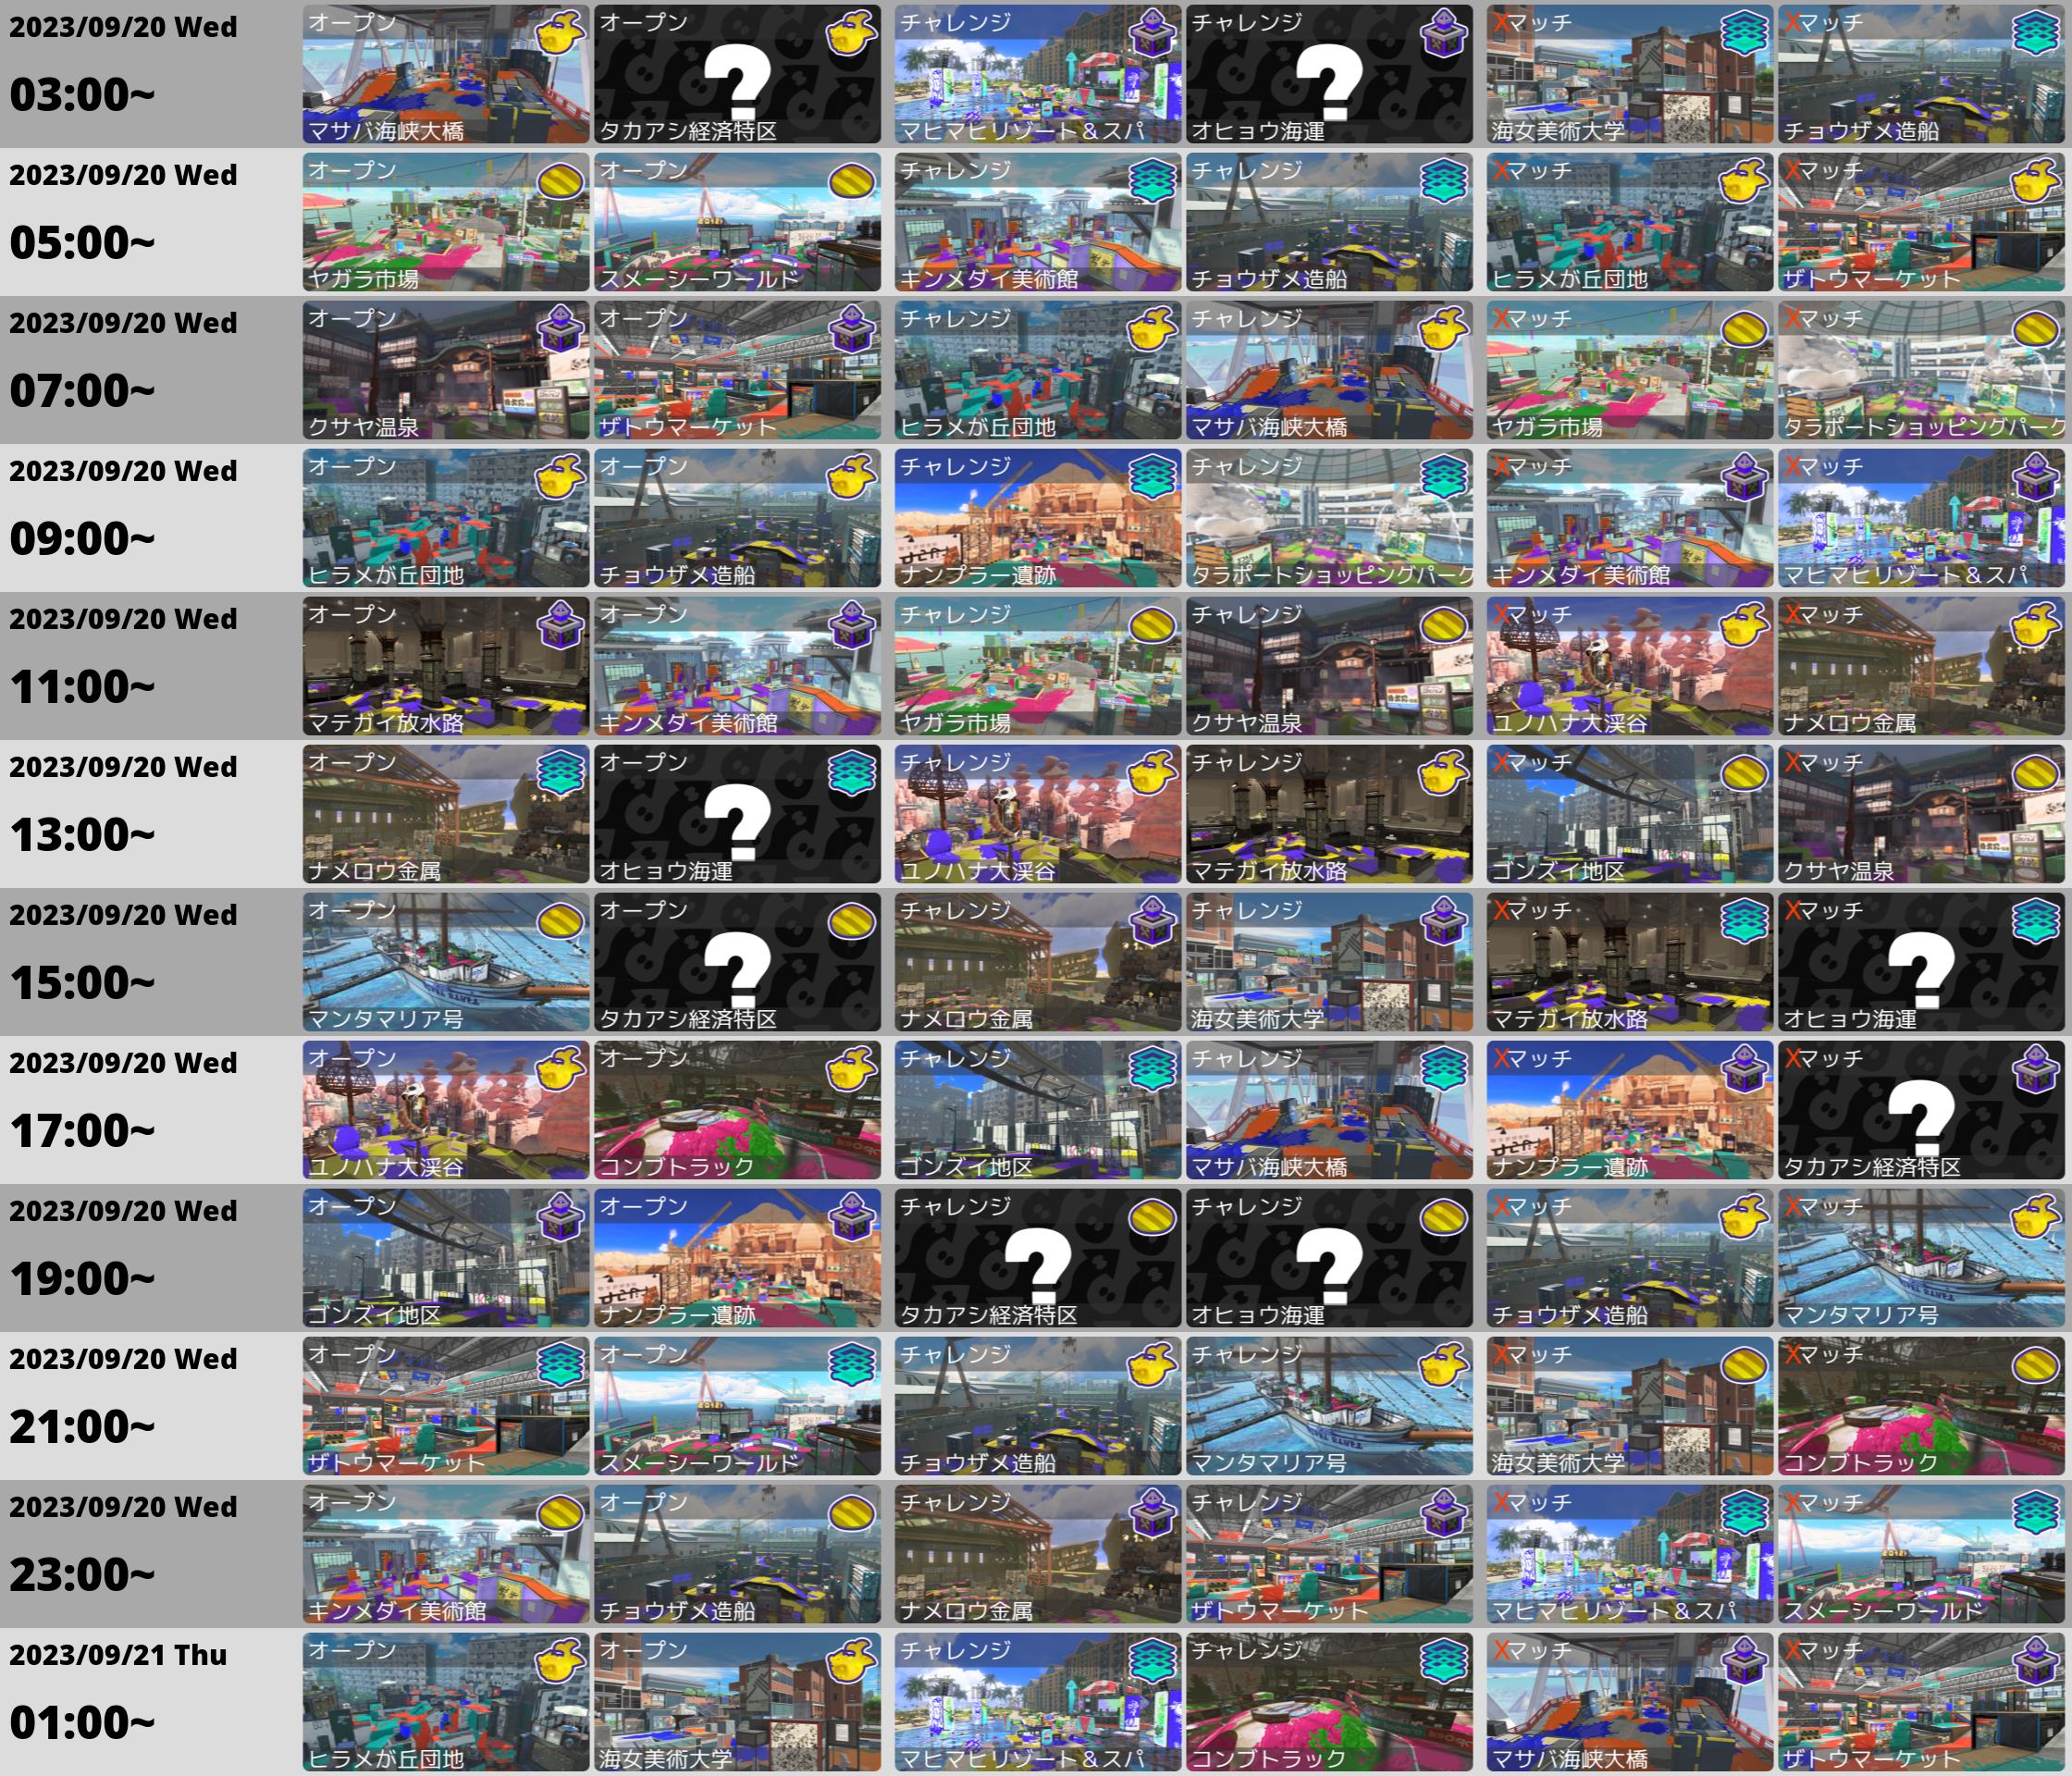 2023/09/20 Wed
03:00~
オープン
マサバ海峡大橋
オープン
タカアシ経済特区
チャレンジ
マヒマヒリゾート＆スパ
チャレンジ
オヒョウ海運
Xマッチ
海女美術大学
Xマッチ
チョウザメ造船
2023/09/20 Wed
05:00~
オープン
ヤガラ市場
オープン
スメーシーワールド
チャレンジ
キンメダイ美術館
チャレンジ
チョウザメ造船
Xマッチ
ヒラメが丘団地
Xマッチ
ザトウマーケット
2023/09/20 Wed
07:00~
オープン
クサヤ温泉
オープン
ザトウマーケット
チャレンジ
ヒラメが丘団地
チャレンジ
マサバ海峡大橋
Xマッチ
ヤガラ市場
Xマッチ
タラポートショッピングパーク
2023/09/20 Wed
09:00~
オープン
ヒラメが丘団地
オープン
チョウザメ造船
チャレンジ
ナンプラー遺跡
チャレンジ
タラポートショッピングパーク
Xマッチ
キンメダイ美術館
Xマッチ
マヒマヒリゾート＆スパ
2023/09/20 Wed
11:00~
オープン
マテガイ放水路
オープン
キンメダイ美術館
チャレンジ
ヤガラ市場
チャレンジ
クサヤ温泉
Xマッチ
ユノハナ大渓谷
Xマッチ
ナメロウ金属
2023/09/20 Wed
13:00~
オープン
ナメロウ金属
オープン
オヒョウ海運
チャレンジ
ユノハナ大渓谷
チャレンジ
マテガイ放水路
Xマッチ
ゴンズイ地区
Xマッチ
クサヤ温泉
2023/09/20 Wed
15:00~
オープン
マンタマリア号
オープン
タカアシ経済特区
チャレンジ
ナメロウ金属
チャレンジ
海女美術大学
Xマッチ
マテガイ放水路
Xマッチ
オヒョウ海運
2023/09/20 Wed
17:00~
オープン
ユノハナ大渓谷
オープン
コンブトラック
チャレンジ
ゴンズイ地区
チャレンジ
マサバ海峡大橋
Xマッチ
ナンプラー遺跡
Xマッチ
タカアシ経済特区
2023/09/20 Wed
19:00~
オープン
ゴンズイ地区
オープン
ナンプラー遺跡
チャレンジ
タカアシ経済特区
チャレンジ
オヒョウ海運
Xマッチ
チョウザメ造船
Xマッチ
マンタマリア号
2023/09/20 Wed
21:00~
オープン
ザトウマーケット
オープン
スメーシーワールド
チャレンジ
チョウザメ造船
チャレンジ
マンタマリア号
Xマッチ
海女美術大学
Xマッチ
コンブトラック
2023/09/20 Wed
23:00~
オープン
キンメダイ美術館
オープン
チョウザメ造船
チャレンジ
ナメロウ金属
チャレンジ
ザトウマーケット
Xマッチ
マヒマヒリゾート＆スパ
Xマッチ
スメーシーワールド
2023/09/21 Thu
01:00~
オープン
ヒラメが丘団地
オープン
海女美術大学
チャレンジ
マヒマヒリゾート＆スパ
チャレンジ
コンブトラック
Xマッチ
マサバ海峡大橋
Xマッチ
ザトウマーケット